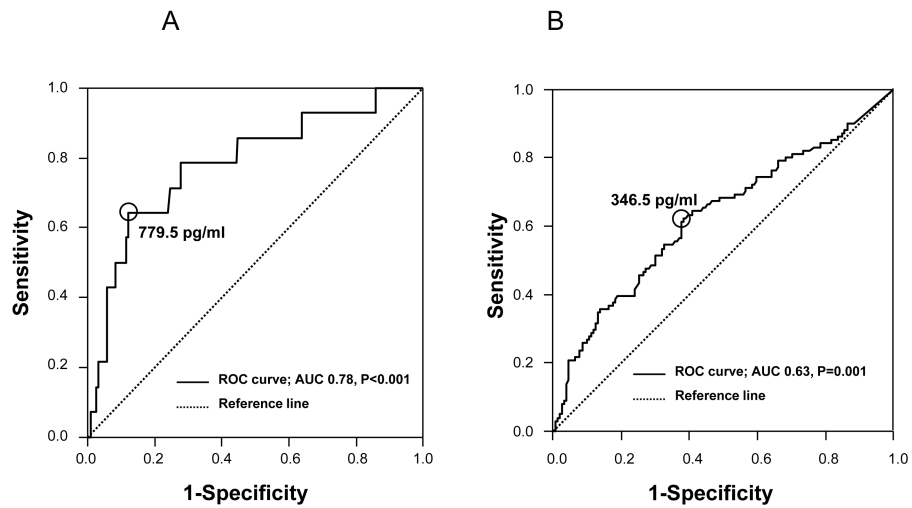 A
B
1.0
0.8
0.6
0.4
0.2
0.0
Sensitivity
779.5 pg/ml
ROC curve; AUC 0.78, P<0.001
Reference line
0.0 0.2 0.4 0.6 0.8 1.0
1-Specificity
1.0
0.8
0.6
0.4
0.2
0.0
Sensitivity
346.5 pg/ml
ROC curve; AUC 0.63, P=0.001
Reference line
0.0 0.2 0.4 0.6 0.8 1.0
1-Specificity